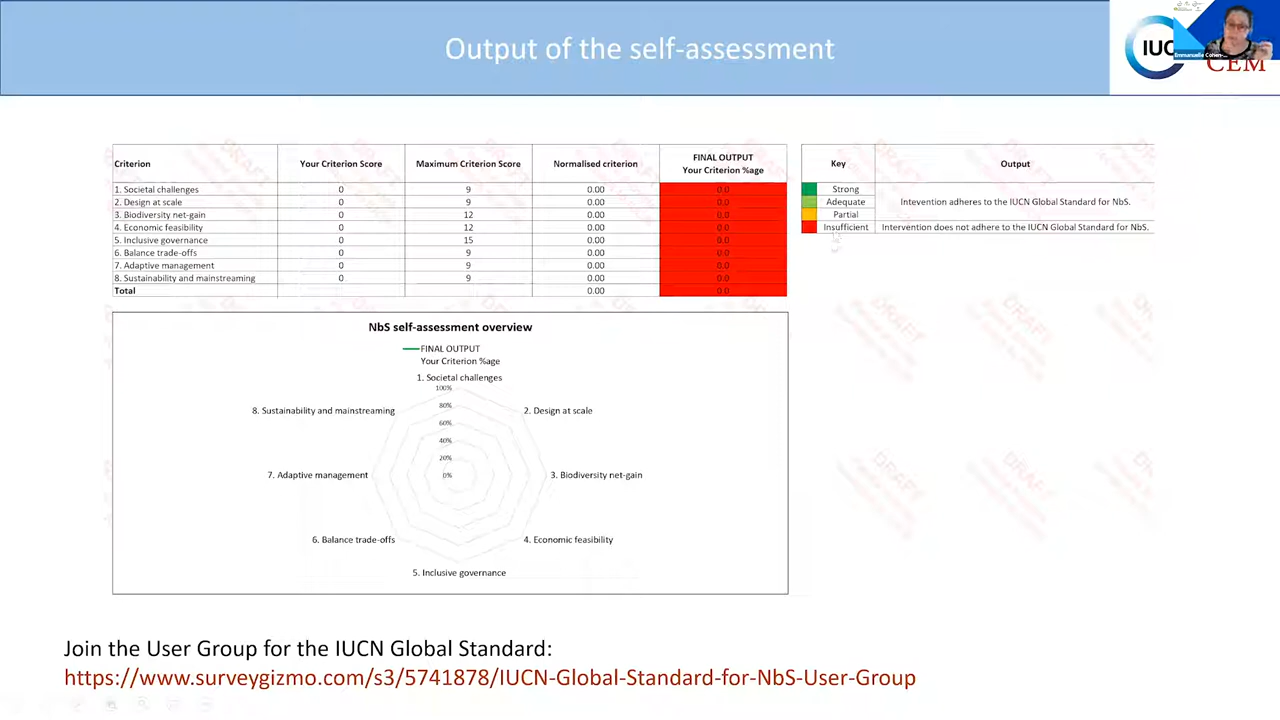 Output of the self-assessment
IUC
CEM
Criterion Your Criterion Score Maximum Criterion Score Normalised criterion FINAL OUTPUT Your Criterion %age
1. Societal challenges 0 9 0.00 0.0
2. Design at scale 0 9 0.00 0.0
3. Biodiversity net-gain 0 12 0.00 0.0
4. Economic feasibility 0 12 0.00 0.0
5. Inclusive governance 0 15 0.00 0.0
6. Balance trade-offs 0 9 0.00 0.0
7. Adaptive management 0 9 0.00 0.0
8. Sustainability and mainstreaming 0 9 0.00 0.0
Total 0.00 0.0
Key Output
Strong
Adequate Intevention adheres to the IUCN Global Standard for NbS.
Partial
Insufficient Intervention does not adhere to the IUCN Global Standard for NbS.
NbS self-assessment overview
FINAL OUTPUT
Your Criterion %age
1. Societal challenges
100%
80%
60%
40%
20%
0%
2. Design at scale
3. Biodiversity net-gain
4. Economic feasibility
5. Inclusive governance
6. Balance trade-offs
7. Adaptive management
8. Sustainability and mainstreaming
DRAFT
DRAFT
DRAFT
DRAFT
Join the User Group for the IUCN Global Standard:
https://www.surveygizmo.com/s3/5741878/IUCN-Global-Standard-for-NbS-User-Group